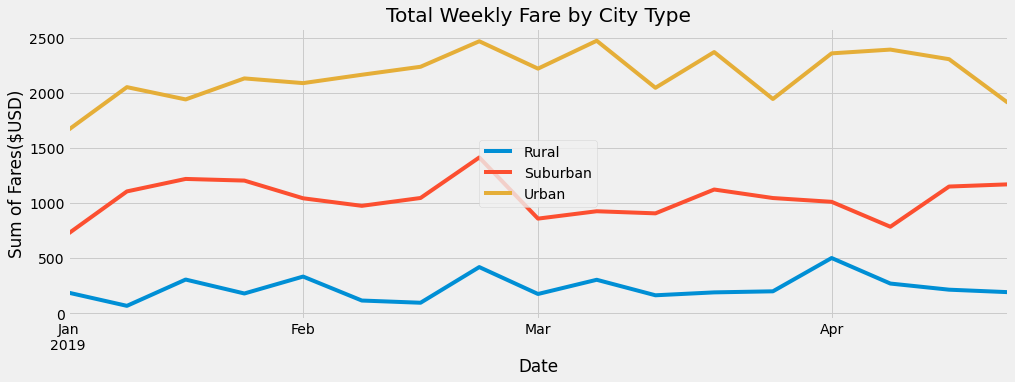 Total Weekly Fare by City Type
Sum of Fares($USD)
2500
2000
1500
1000
500
0
Rural
Suburban
Urban
Jan
2019
Feb
Mar
Apr
Date